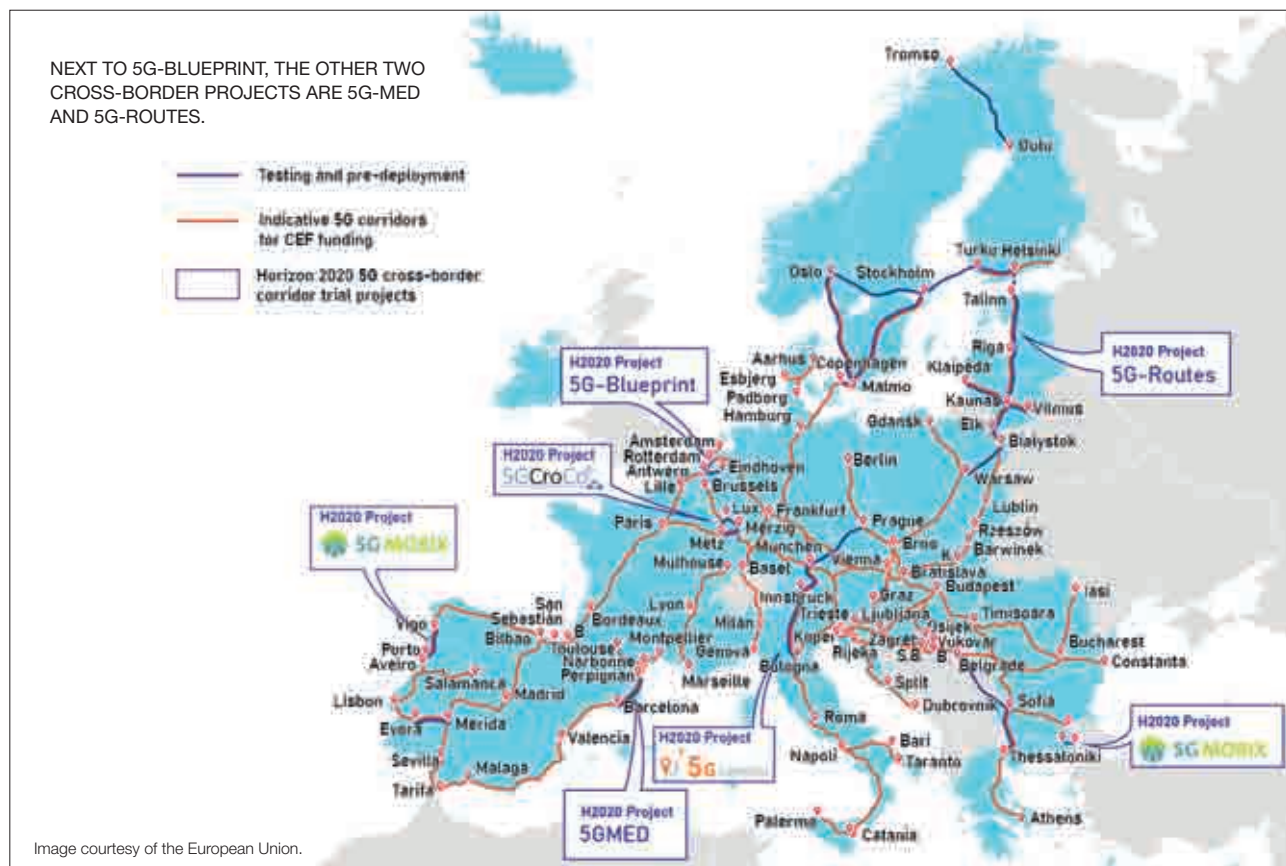 NEXT TO 5G-BLUEPRINT, THE OTHER TWO
CROSS-BORDER PROJECTS ARE 5G-MED
AND 5G-ROUTES.
Testing and pre-deployment
Indicative 5G corridors
for CEF funding
Horizon 2020 5G cross-border
corridor trial projects
Tromso
Oulu
Turku Helsinki
Oslo
Stockholm
Talinn
Riga
Klaipeda
Kaunas
Vilnius
Elk
Bialystok
H2020 Project
5G-Routes
H2020 Project
5G-Blueprint
Aarhus
Copenhagen
Esbjerg
Malmo
Padborg
Hamburg
Gdansk
Berlin
Warsaw
Amsterdam
Rotterdam
Eindhoven
Antwerp
Lille
Brussels
H2020 Project
5GCroCo
Lux
Frankfurt
Paris
Merzig
Metz
Prague
Lublin
Rzeszów
Brno
K
Barwinek
Munchen
Vienna
Mulhouse
Basel
Bratislava
Budapest
Innsbruck
Graz
Iasi
H2020 Project
5G MOBIX
Vigo
Porto
Aveiro
San
Sebastián
Bilbao
B
Bordeaux
Lyon
Milan
Trieste
Ljubljana
Timisoara
Koper
Zagreb
Osijek
Vukovar
Rijeka
S.B.
B
Belgrade
Bucharest
Constanta
Toulouse
Montpellier
Narbonne
Perpignan
Genova
Bologna
Marseille
Split
Dubrovnik
Sofia
Salamanca
Madrid
Lisbon
Evora
Merida
Barcelona
Valencia
Sevilla
Malaga
Tarifa
Roma
Napoli
Bari
Taranto
Thessaloniki
Athens
Palermo
Catania
H2020 Project
5G
H2020 Project
5GMED
H2020 Project
5G MOBIX
Image courtesy of the European Union.